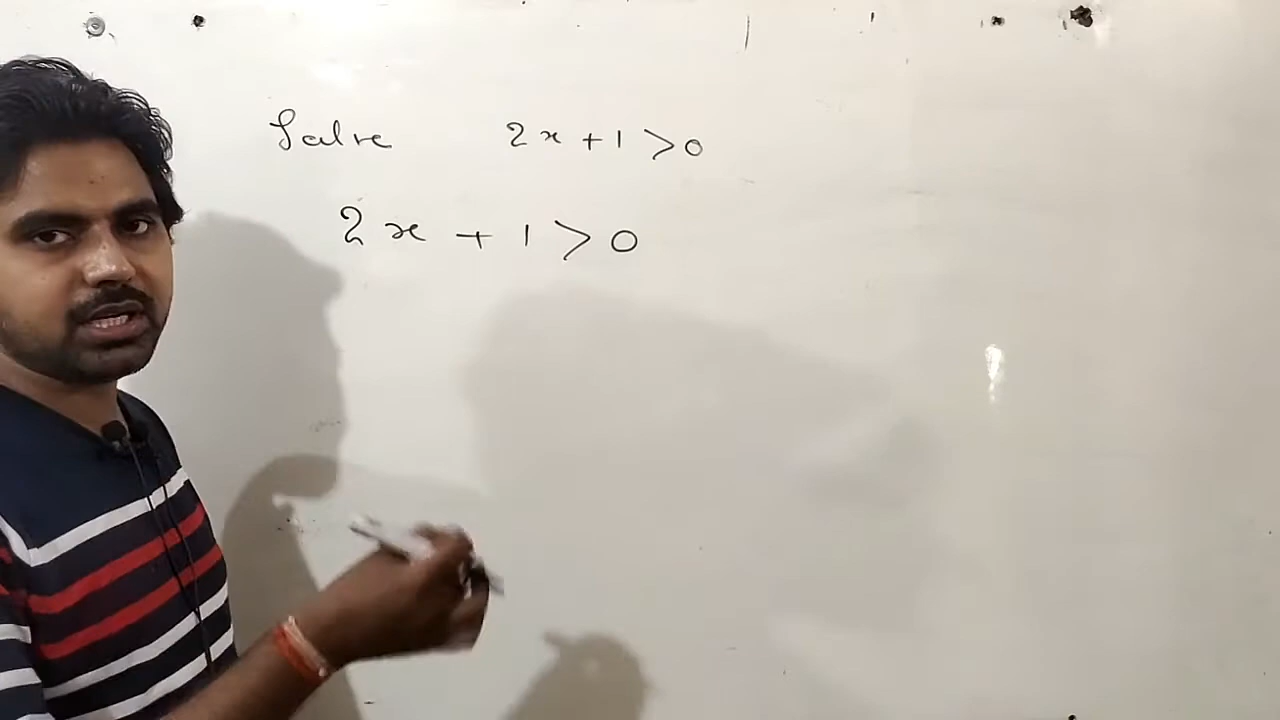 Solve 2x + 1 > 0
2x + 1 > 0